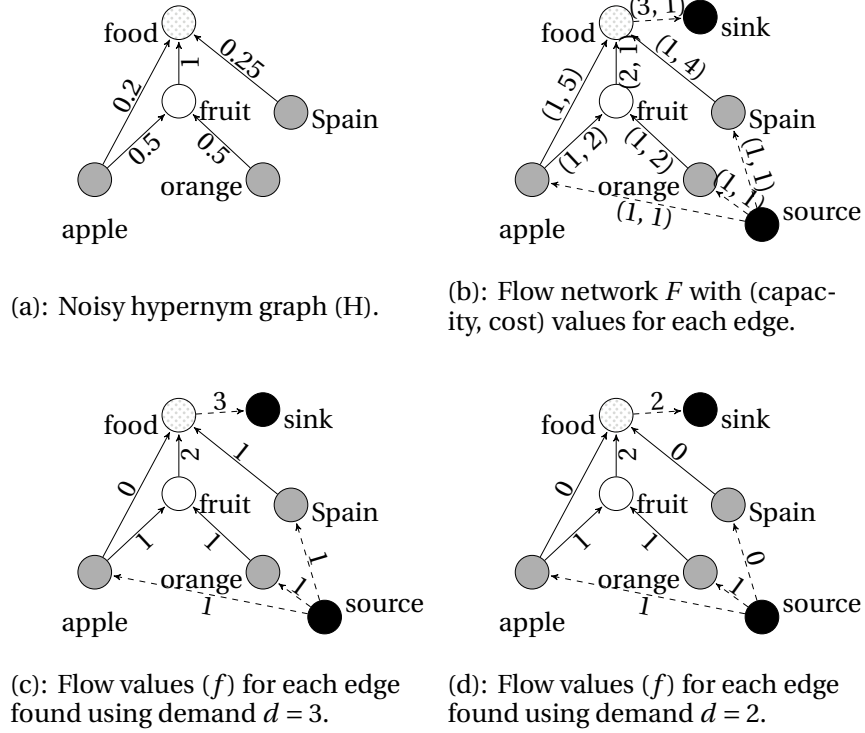 food
0.2
1
0.25
fruit
Spain
0.5
0.5
orange
apple
(a): Noisy hypernym graph (H).
food
(3, 1)
sink
(1, 5)
(2, 1)
(1, 4)
fruit
Spain
(1, 2)
(1, 2)
(1, 1)
orange
(1, 1)
(1, 1)
source
apple
(b): Flow network F with (capac-
ity, cost) values for each edge.
food
3
sink
0
2
1
fruit
Spain
1
1
1
orange
1
1
source
apple
(c): Flow values (f) for each edge
found using demand d = 3.
food
2
sink
0
2
0
fruit
Spain
1
1
0
orange
1
1
source
apple
(d): Flow values (f) for each edge
found using demand d = 2.